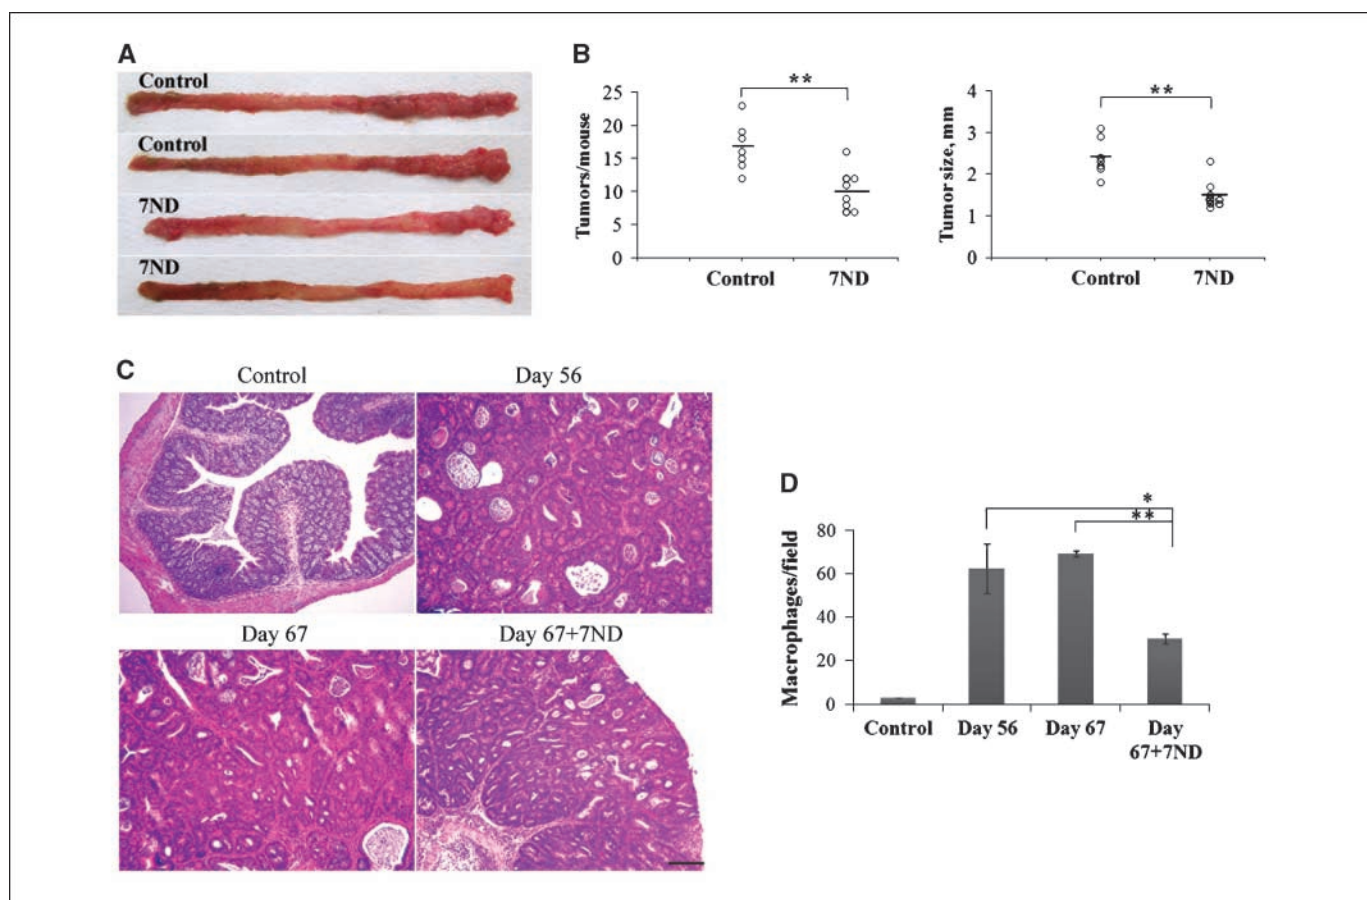 A
Control
Control
7ND
7ND
B
Tumors/mouse
25
20
15
10
5
0
**
Control
7ND
Tumor size, mm
4
3
2
1
0
**
Control
7ND
C
Control
Day 56
Day 67
Day 67+7ND
D
Macrophages/field
80
60
40
20
0
*
**
Control
Day 56
Day 67
Day
67+7ND